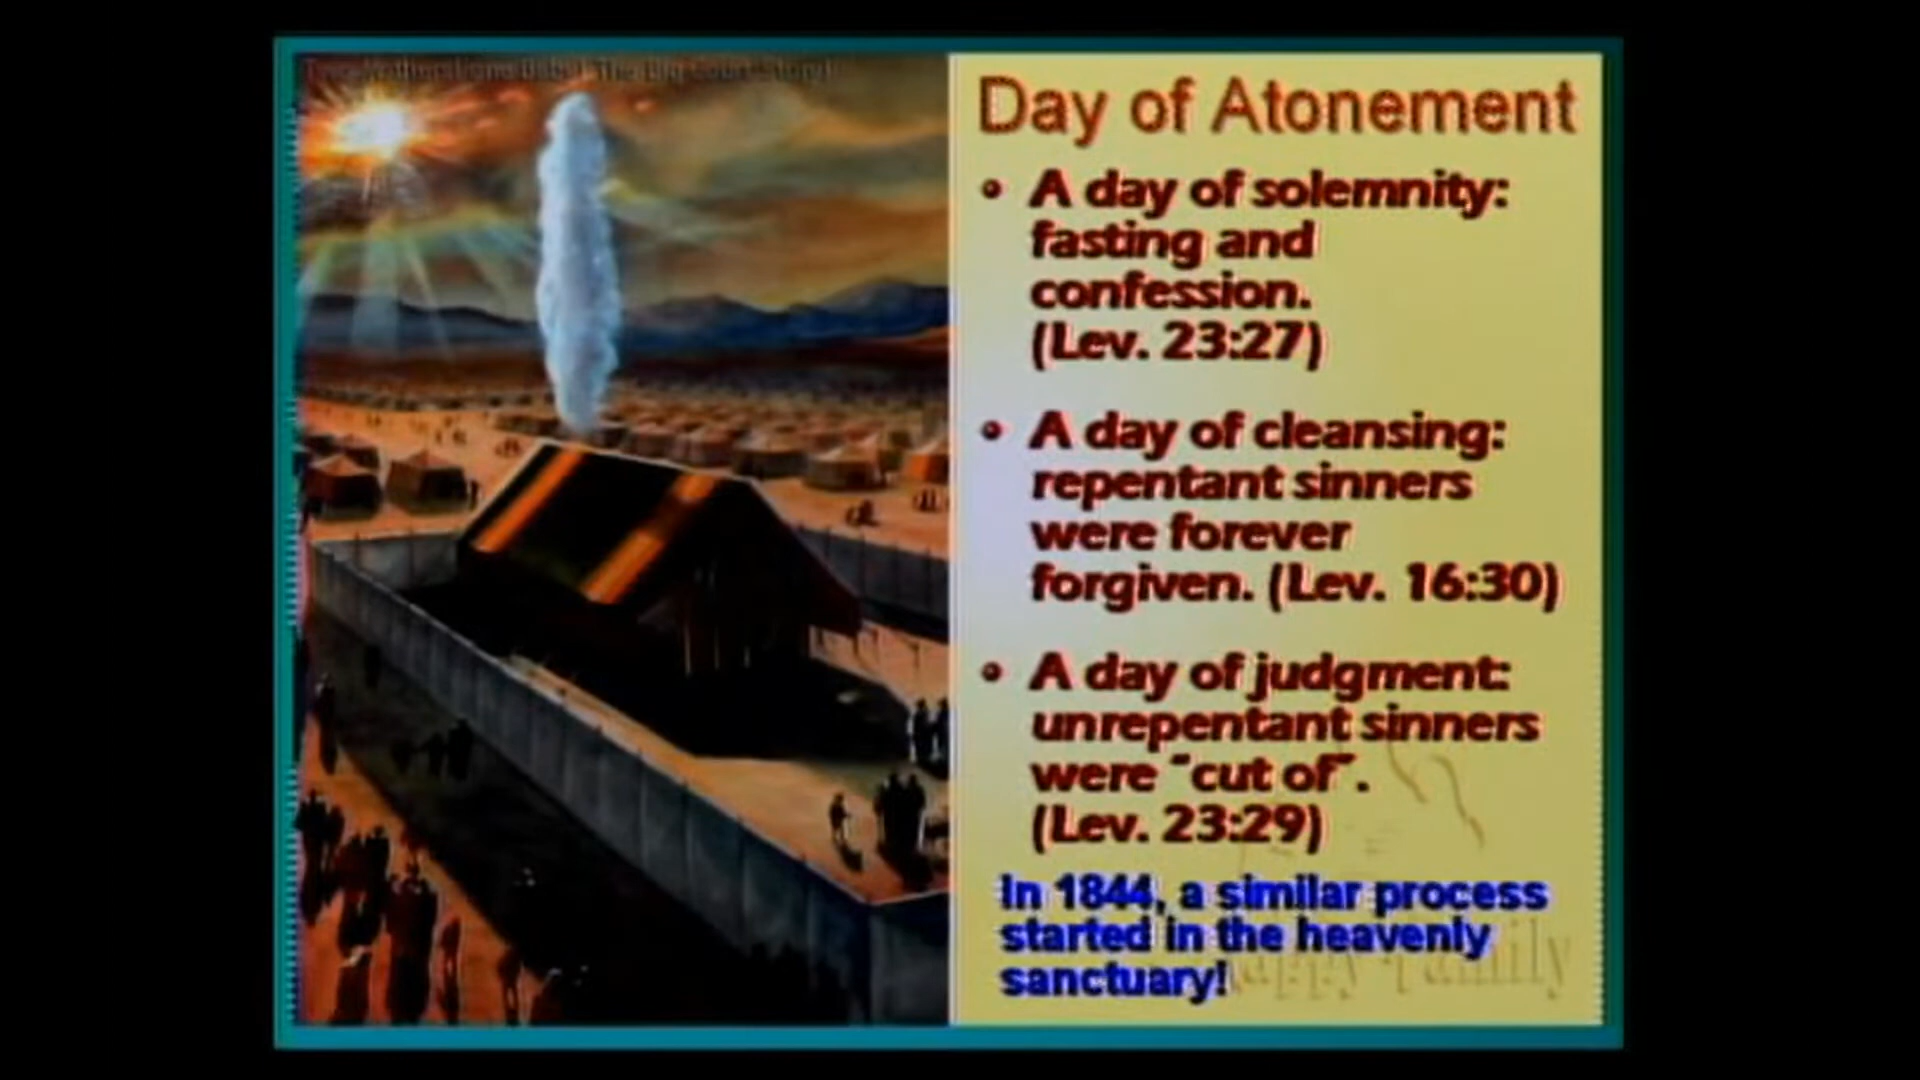 Day of Atonement
• A day of solemnity:
fasting and
confession.
(Lev. 23:27)
• A day of cleansing:
repentant sinners
were forever
forgiven. (Lev. 16:30)
• A day of judgment:
unrepentant sinners
were "cut of".
(Lev. 23:29)
In 1844, a similar process
started in the heavenly
sanctuary!
Happy Family